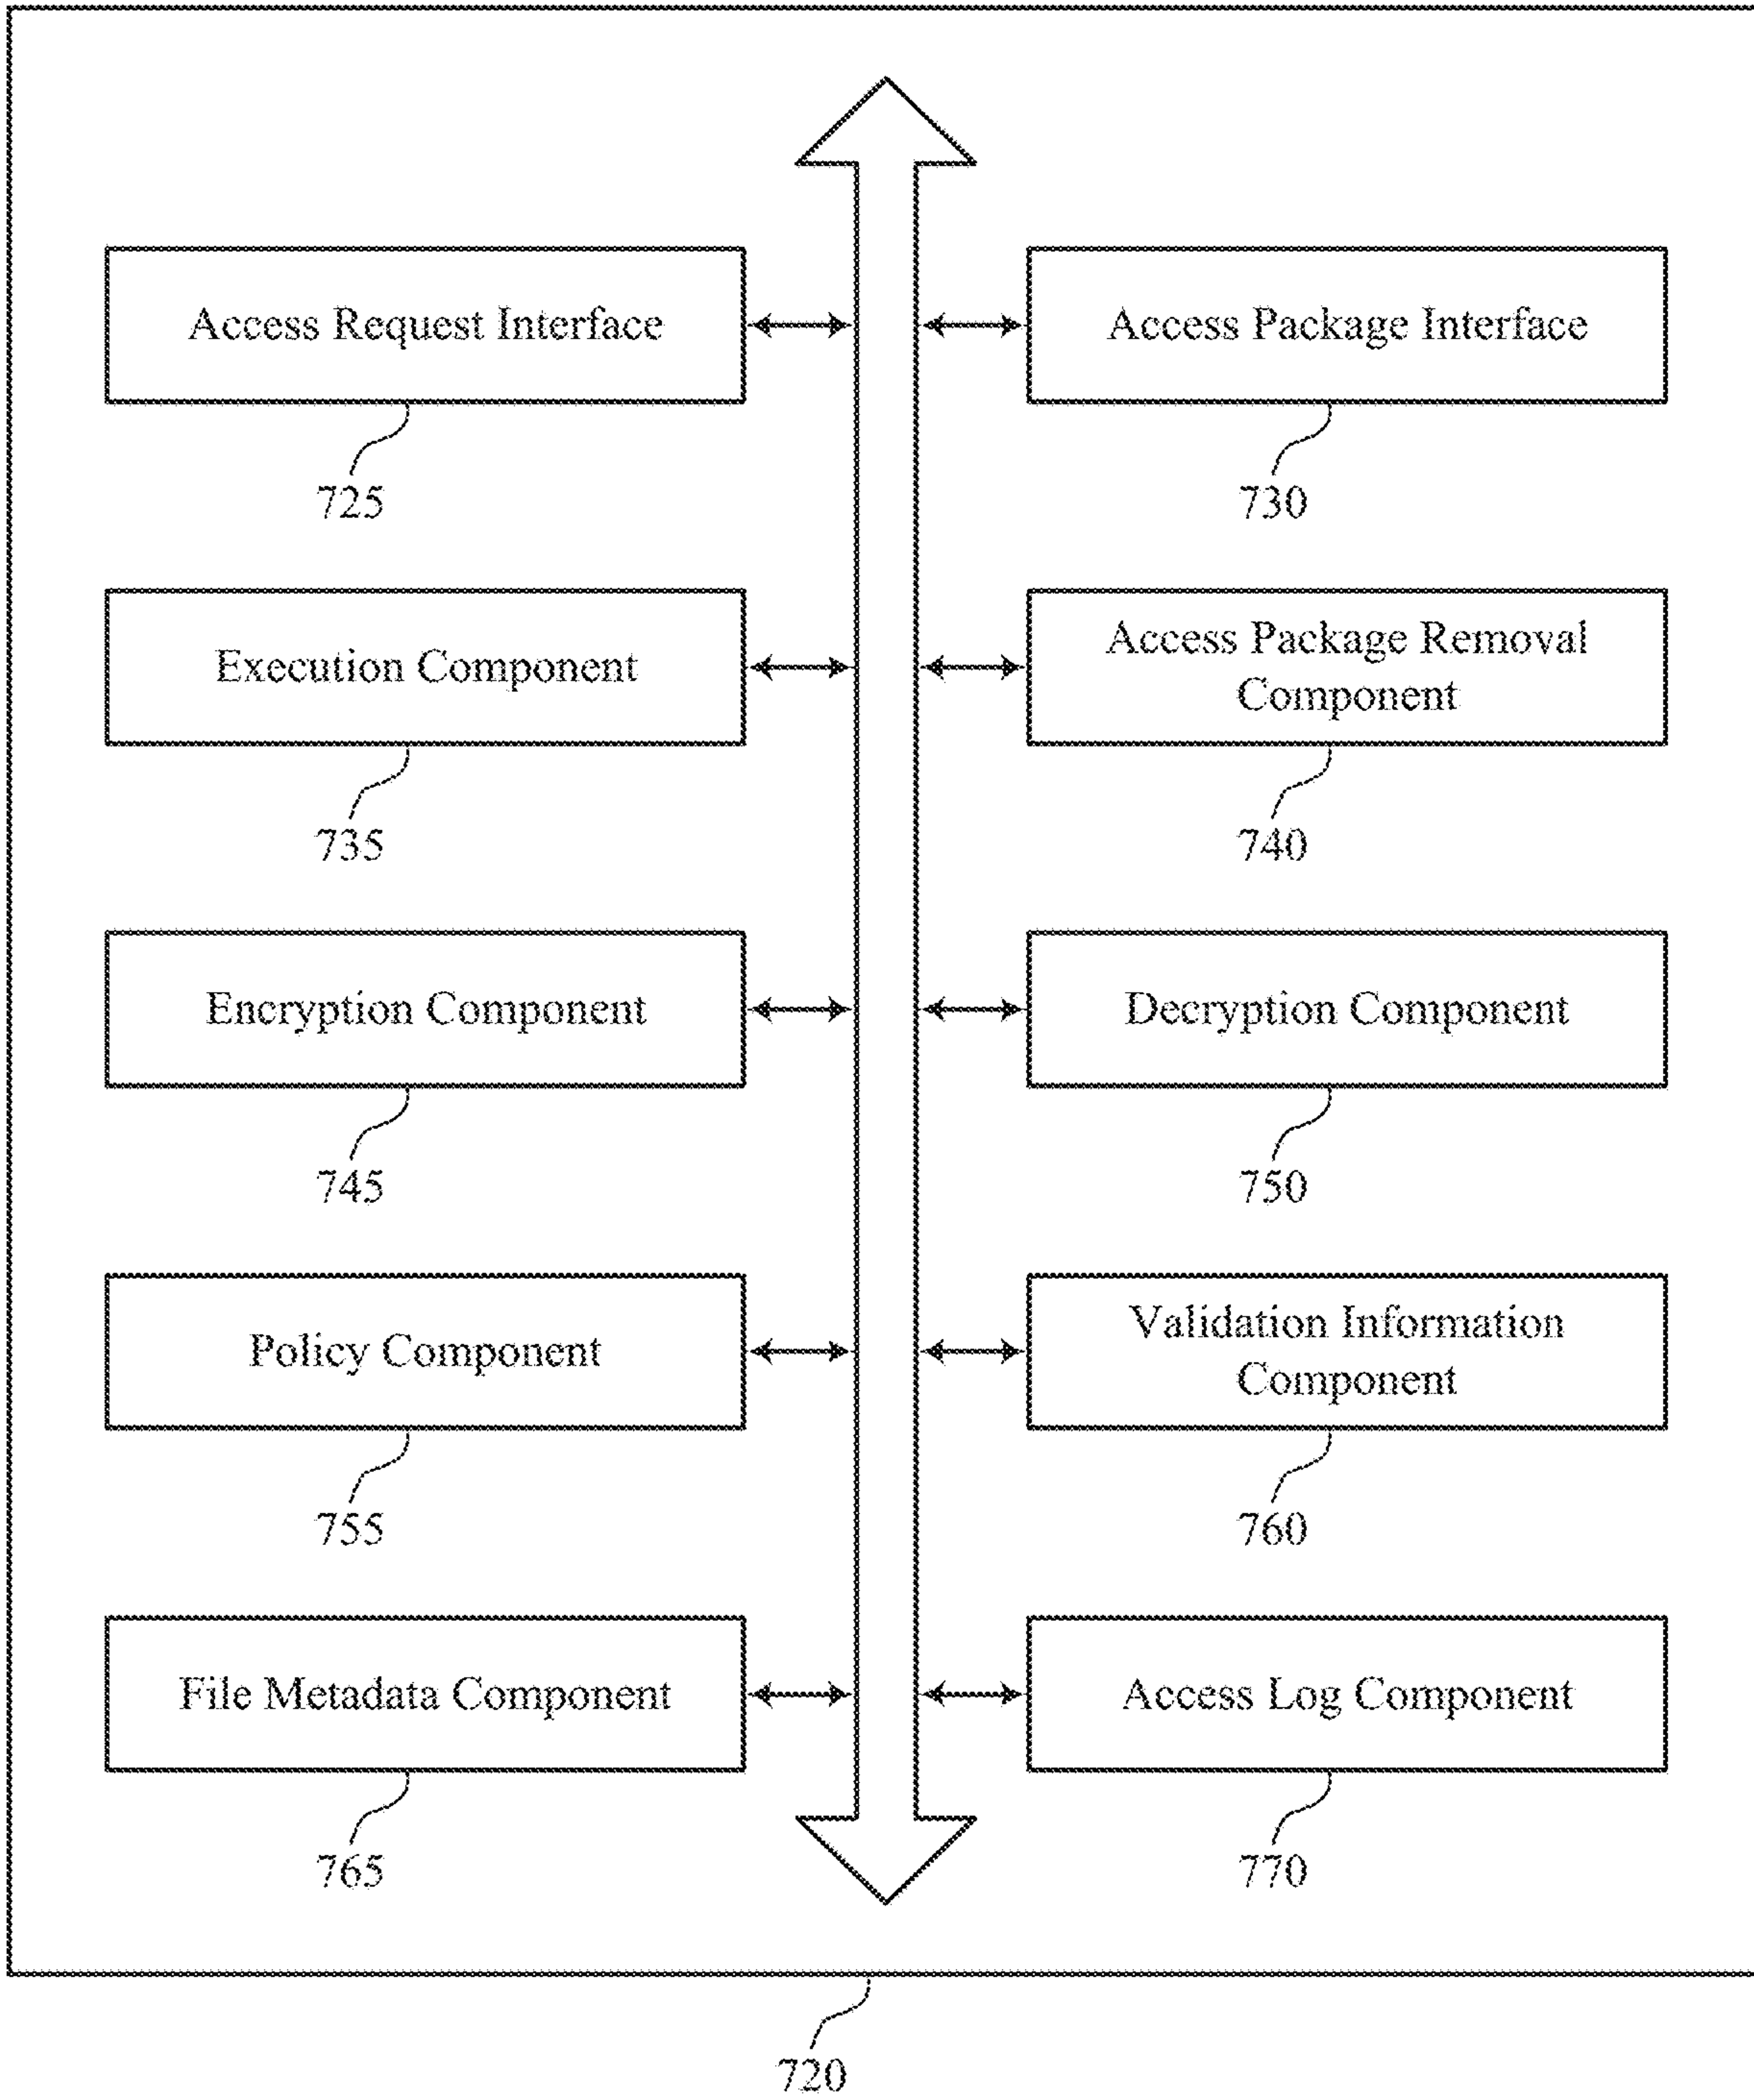 Access Request Interface
Access Package Interface
725
730
Execution Component
Access Package Removal
Component
735
740
Encryption Component
Decryption Component
745
750
Policy Component
Validation Information
Component
755
760
File Metadata Component
Access Log Component
765
770
720